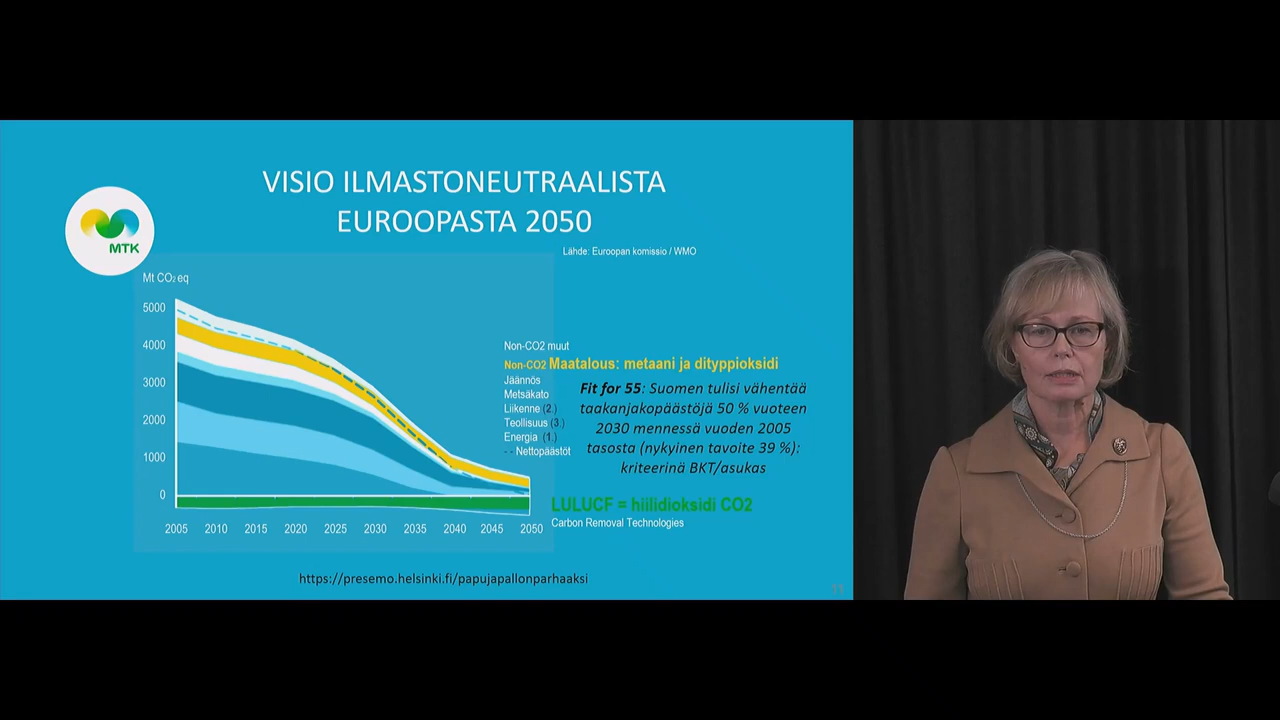 VISIO ILMASTONEUTRAALISTA
EUROOPASTA 2050
MTK
Lähde: Euroopan komissio / WMO
Mt CO₂ eq
5000
4000
3000
2000
1000
0
2005 2010 2015 2020 2025 2030 2035 2040 2045 2050
Non-CO2 muut
Non-CO2 Maatalous: metaani ja dityppioksidi
Jäännös
Metsäkato
Liikenne (2.)
Teollisuus (3.)
Energia (1.)
-- Nettopäästöt
Fit for 55: Suomen tulisi vähentää
taakanjakopäästöjä 50 % vuoteen
2030 mennessä vuoden 2005
tasosta (nykyinen tavoite 39 %):
kriteerinä BKT/asukas
LULUCF = hiilidioksidi CO2
Carbon Removal Technologies
https://presemo.helsinki.fi/papujapallonparhaaksi